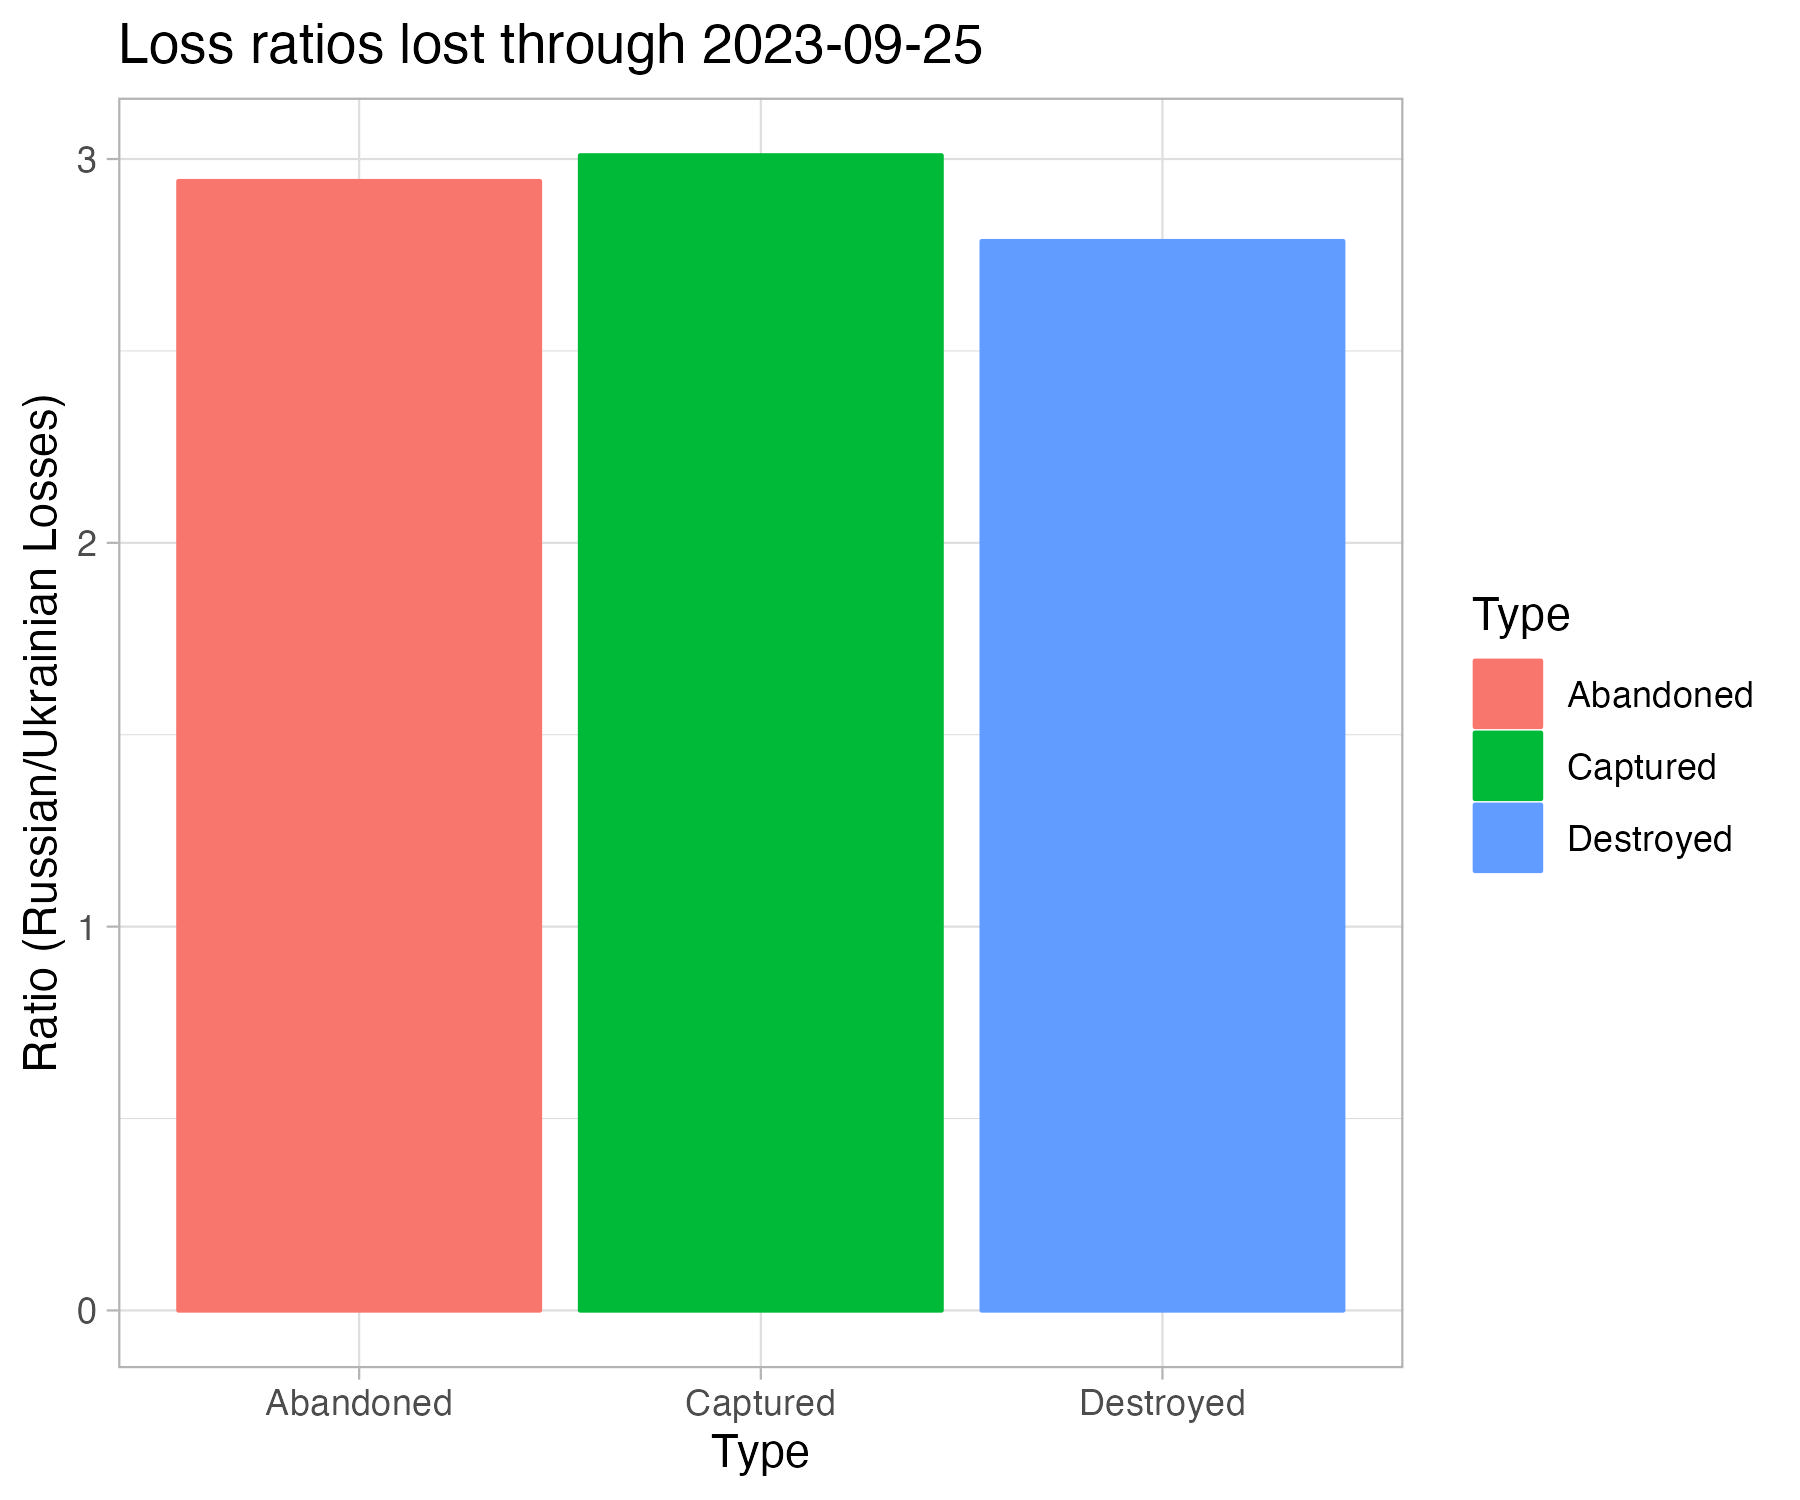 Loss ratios lost through 2023-09-25
Ratio (Russian/Ukrainian Losses)
3
2
1
0
Abandoned
Captured
Destroyed
Type
Type
Abandoned
Captured
Destroyed